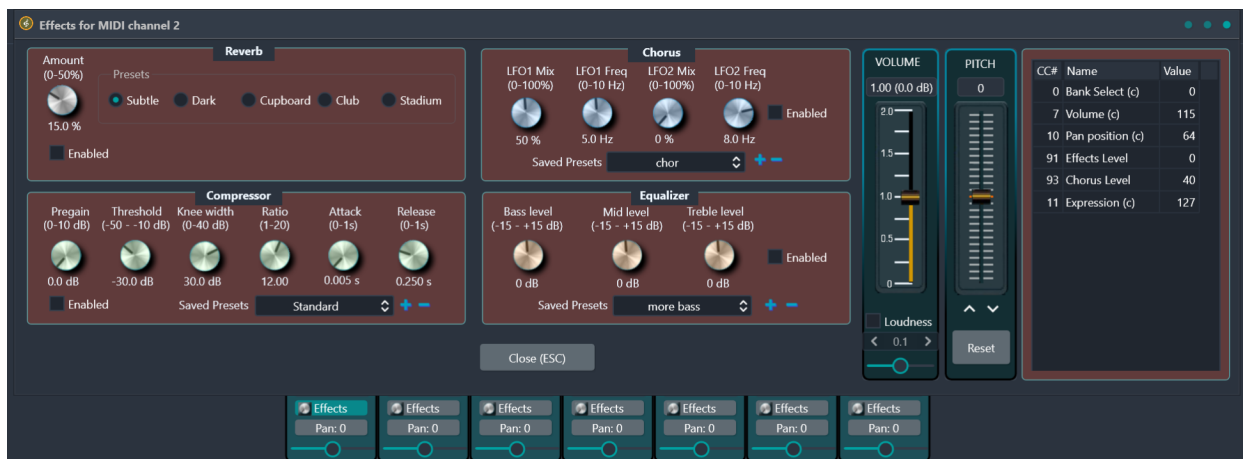 Effects for MIDI channel 2
Reverb
Amount
(0-50%)
15.0 %
Presets
Subtle
Dark
Cupboard
Club
Stadium
Enabled
Chorus
LFO1 Mix
(0-100%)
50 %
LFO1 Freq
(0-10 Hz)
5.0 Hz
LFO2 Mix
(0-100%)
0 %
LFO2 Freq
(0-10 Hz)
8.0 Hz
Enabled
Saved Presets
chor
Compressor
Pregain
(0-10 dB)
0.0 dB
Threshold
(-50 - -10 dB)
-30.0 dB
Knee width
(0-40 dB)
30.0 dB
Ratio
(1-20)
12.00
Attack
(0-1s)
0.005 s
Release
(0-1s)
0.250 s
Enabled
Saved Presets
Standard
Equalizer
Bass level
(-15 - +15 dB)
0 dB
Mid level
(-15 - +15 dB)
0 dB
Treble level
(-15 - +15 dB)
0 dB
Enabled
Saved Presets
more bass
Close (ESC)
VOLUME
1.00 (0.0 dB)
2.0
1.5
1.0
0.5
0
Loudness
0.1
PITCH
0
Reset
CC# Name Value
0 Bank Select (c) 0
7 Volume (c) 115
10 Pan position (c) 64
91 Effects Level 0
93 Chorus Level 40
11 Expression (c) 127
Effects Effects Effects Effects Effects Effects Effects
Pan: 0 Pan: 0 Pan: 0 Pan: 0 Pan: 0 Pan: 0 Pan: 0